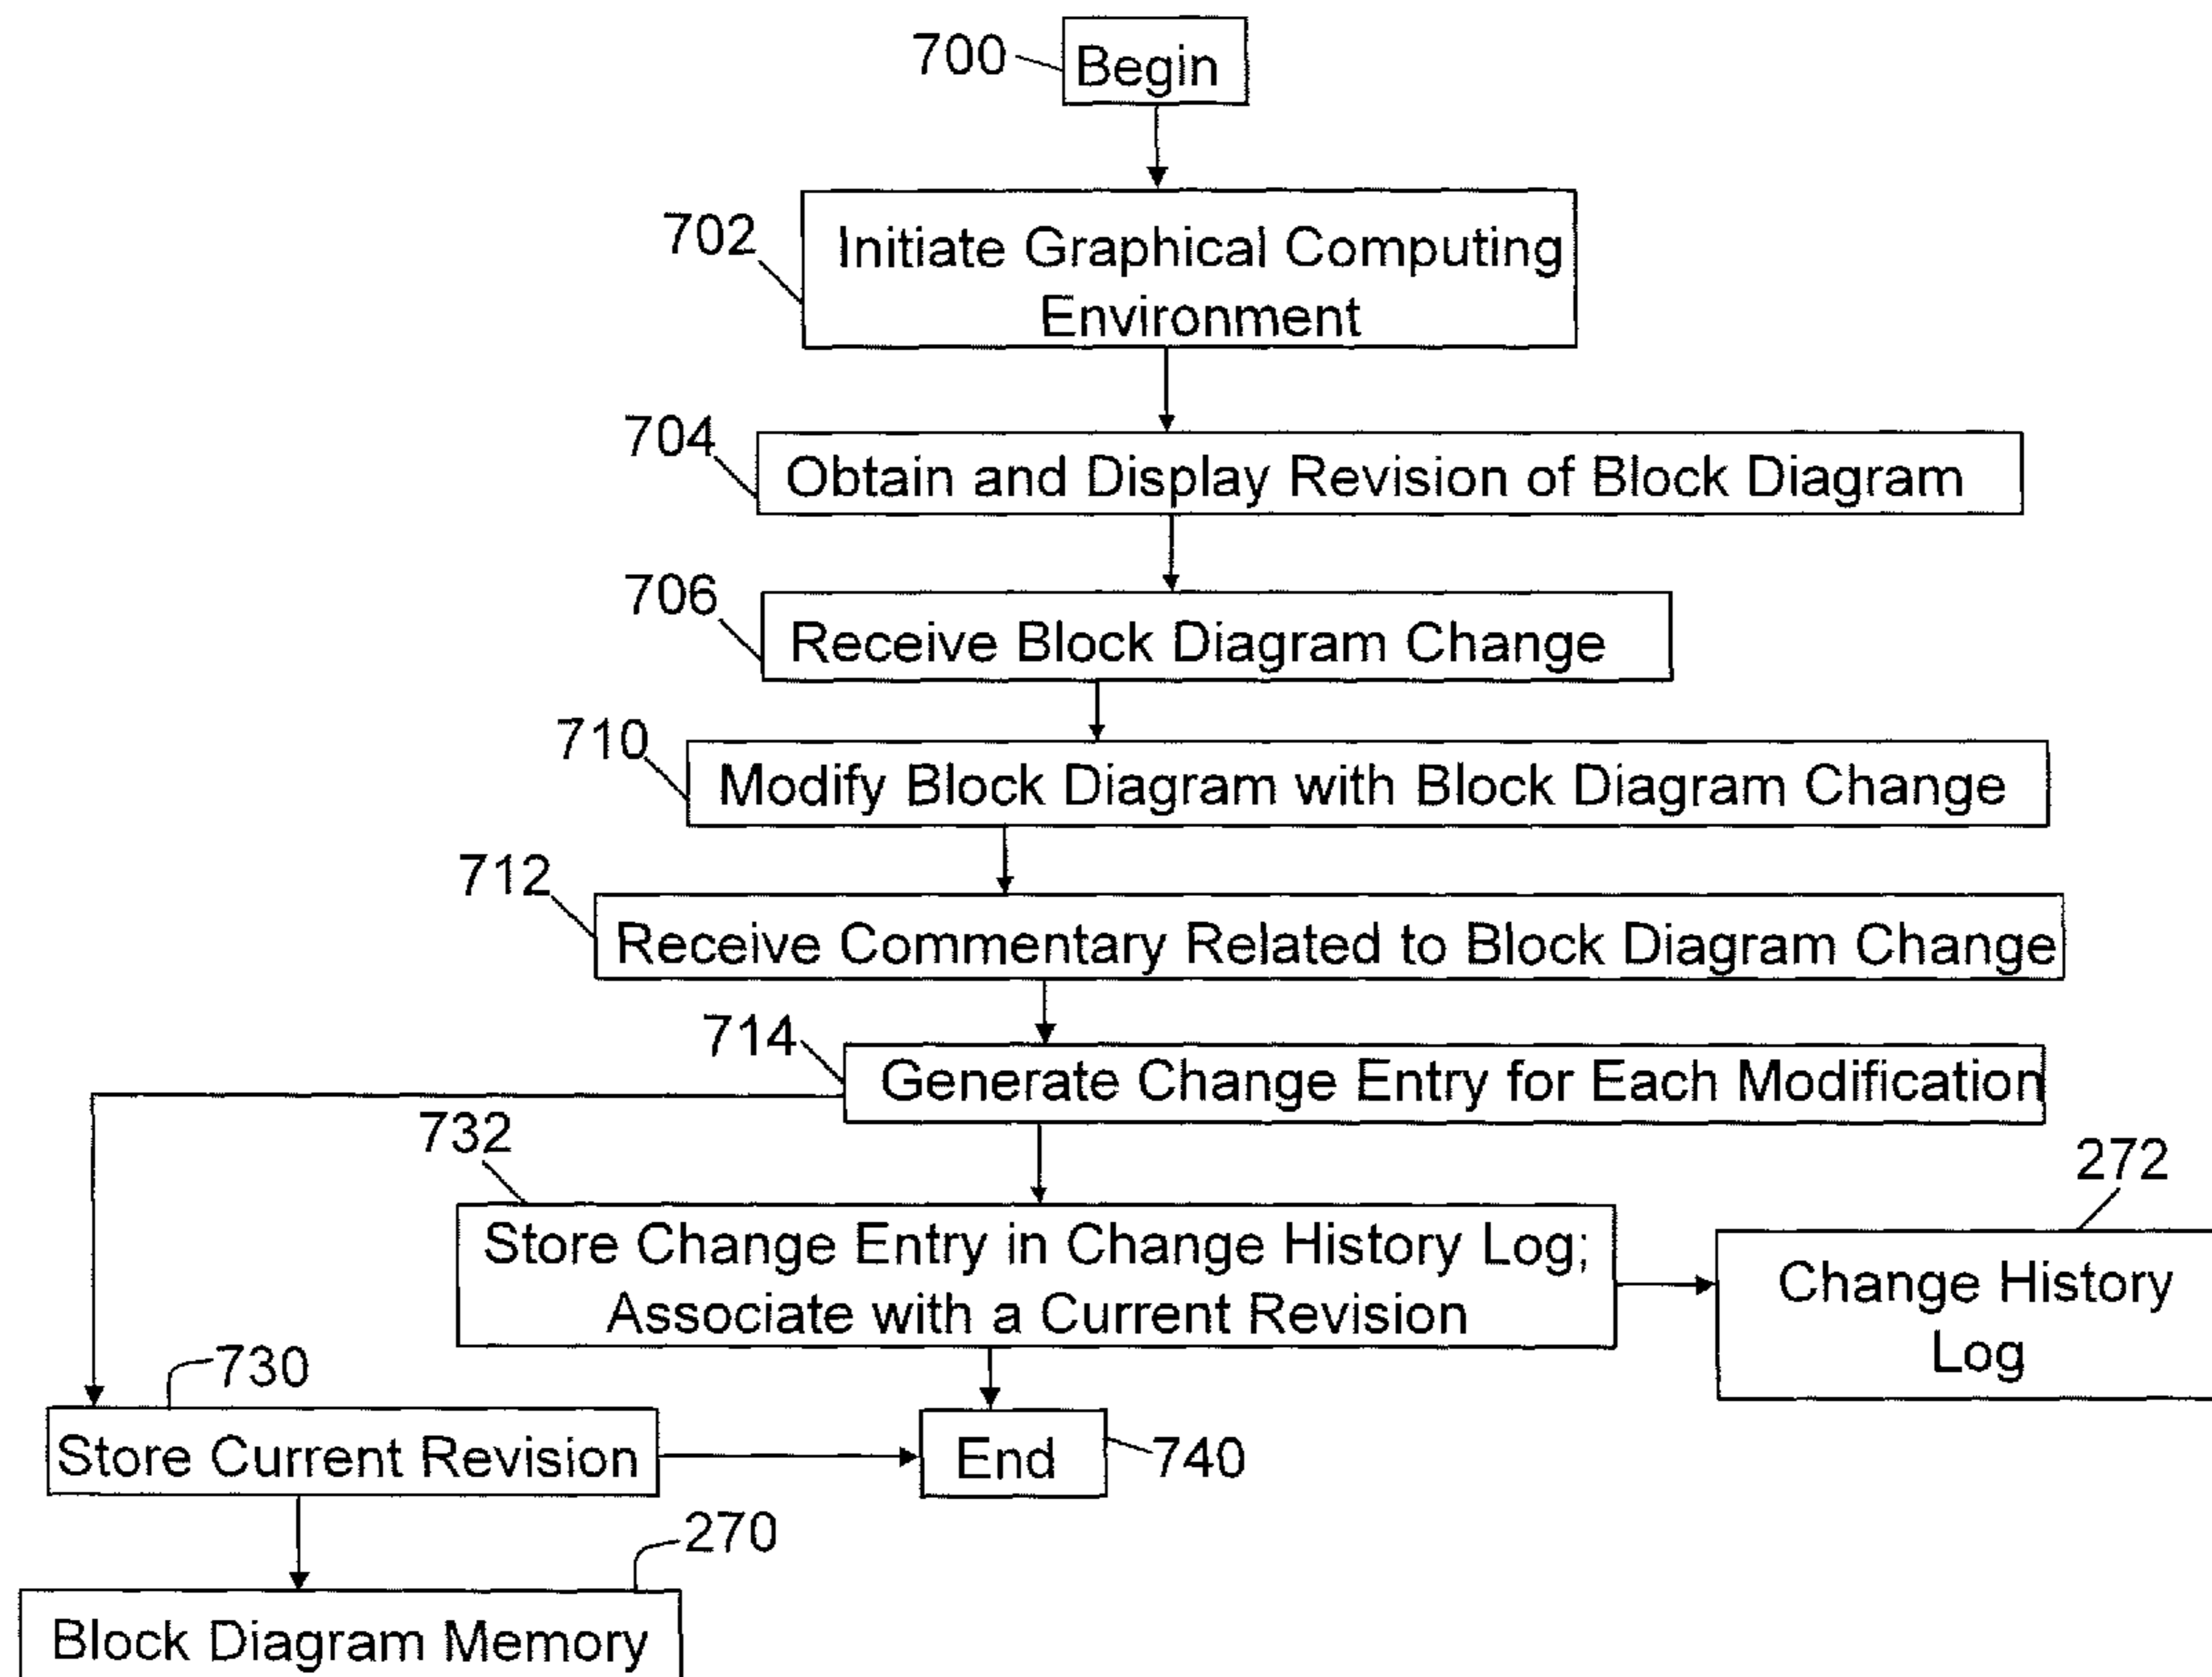 700
Begin
702
Initiate Graphical Computing
Environment
704
Obtain and Display Revision of Block Diagram
706
Receive Block Diagram Change
710
Modify Block Diagram with Block Diagram Change
712
Receive Commentary Related to Block Diagram Change
714
Generate Change Entry for Each Modification
732
272
Store Change Entry in Change History Log;
Associate with a Current Revision
Change History
Log
730
Store Current Revision
End
740
270
Block Diagram Memory